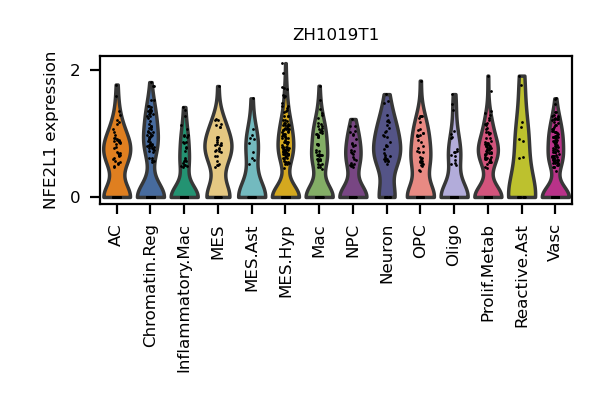 ZH1019T1
NFE2L1 expression
2
0
AC
Chromatin.Reg
Inflammatory.Mac
MES
MES.Ast
MES.Hyp
Mac
NPC
Neuron
OPC
Oligo
Prolif.Metab
Reactive.Ast
Vasc